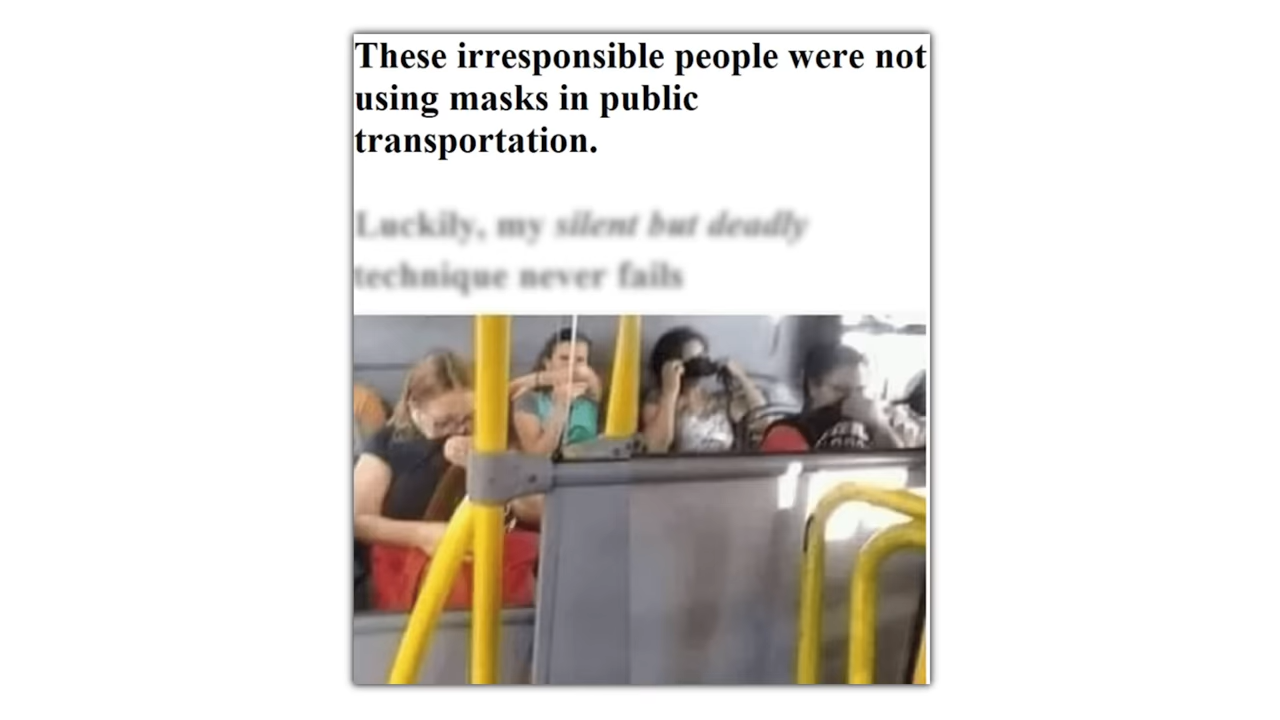 These irresponsible people were not
using masks in public
transportation.
Luckily, my silent but deadly
technique never fails